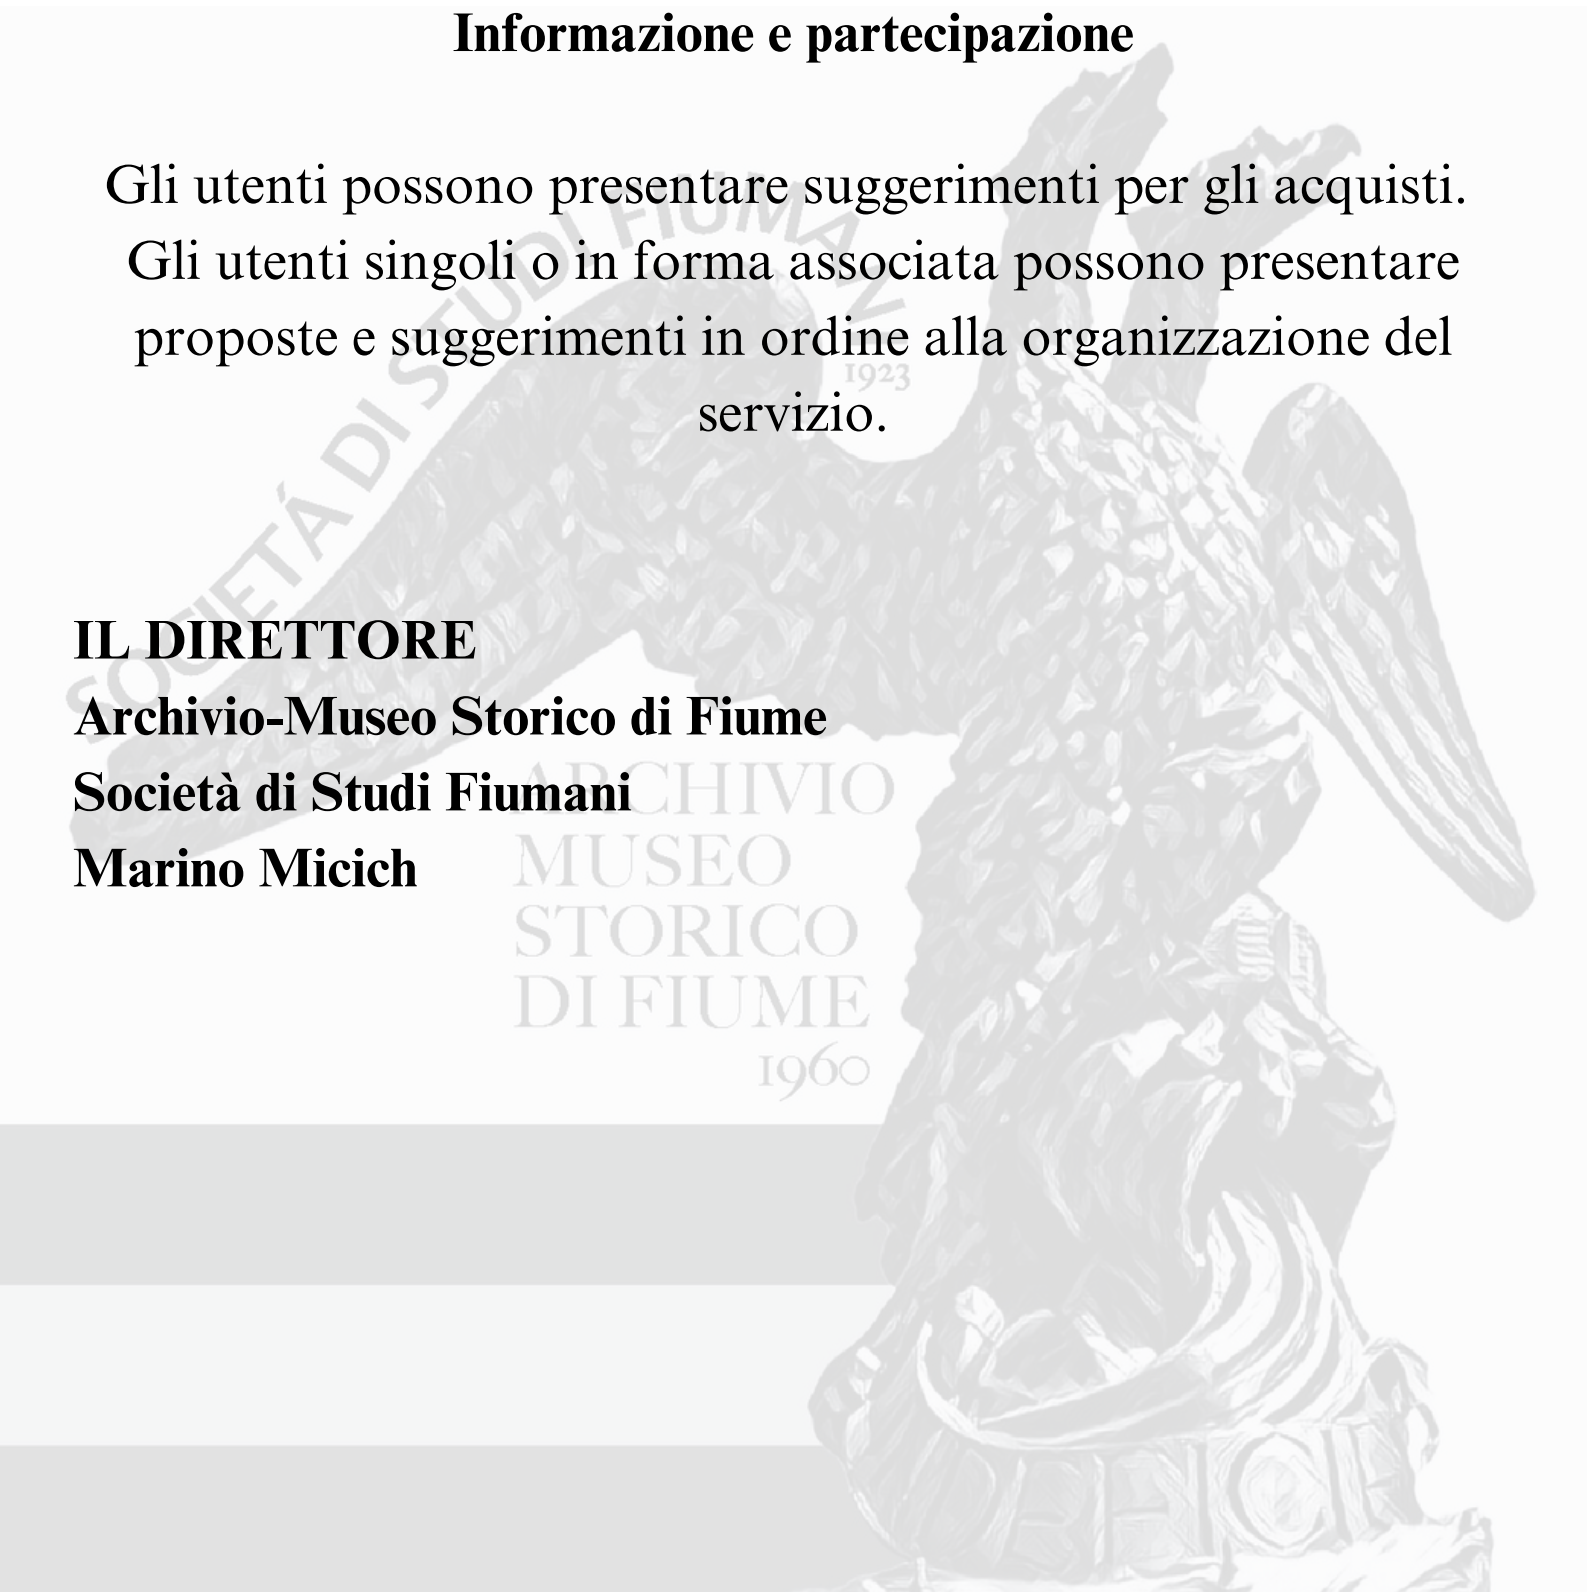 Informazione e partecipazione
Gli utenti possono presentare suggerimenti per gli acquisti.
Gli utenti singoli o in forma associata possono presentare
proposte e suggerimenti in ordine alla organizzazione del
servizio.
SOCIETÁ DI STUDI FIUMANI
1923
IL DIRETTORE
Archivio-Museo Storico di Fiume
Società di Studi Fiumani
Marino Micich
ARCHIVIO
MUSEO
STORICO
DI FIUME
1960